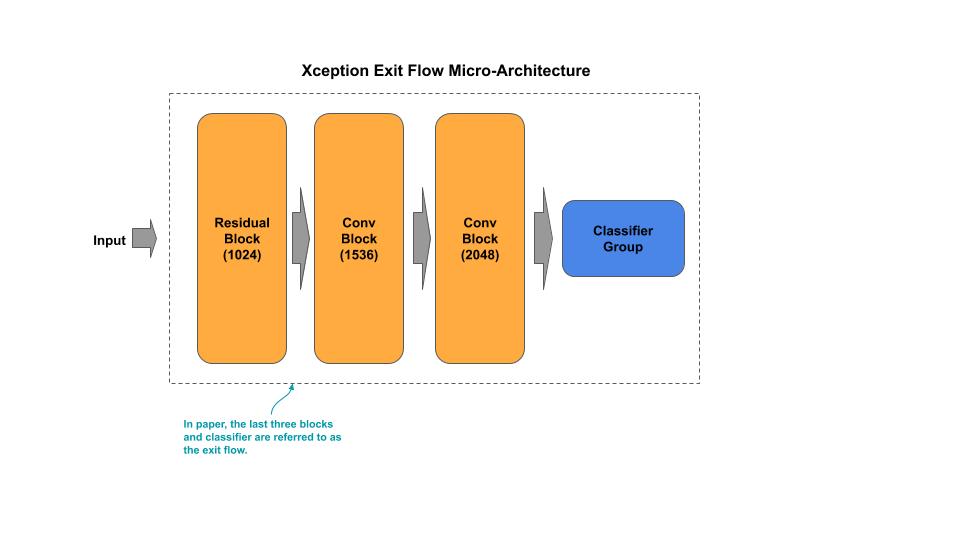 Xception Exit Flow Micro-Architecture
Input
Residual
Block
(1024)
Conv
Block
(1536)
Conv
Block
(2048)
Classifier
Group
In paper, the last three blocks
and classifier are referred to as
the exit flow.